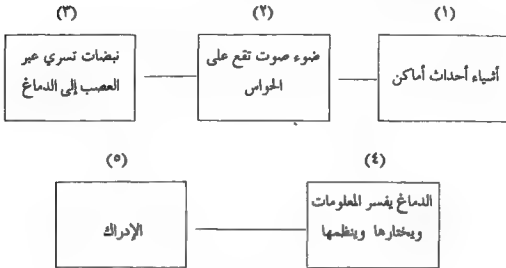 (١)
أشياء أحداث أماكن
(٢)
ضوء صوت تقع على
الحواس
(٣)
نبضات تسري عبر
العصب إلى الدماغ
(٤)
الدماغ يفسر المعلومات
ويختارها وينظمها
(٥)
الإدراك